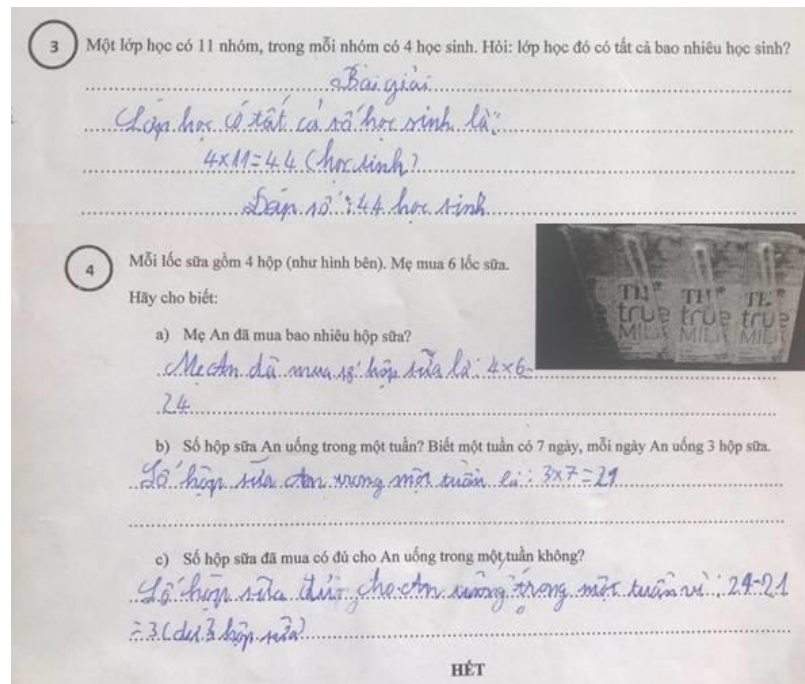 3 Một lớp học có 11 nhóm, trong mỗi nhóm có 4 học sinh. Hỏi: lớp học đó có tất cả bao nhiêu học sinh?
Bài giải
Lớp học có tất cả số học sinh là:
4x11=44 (học sinh)
Đáp số: 44 học sinh
4 Mỗi lốc sữa gồm 4 hộp (như hình bên). Mẹ mua 6 lốc sữa.
Hãy cho biết:
TH true MILK TH true MILK TH true MILK
a) Mẹ An đã mua bao nhiêu hộp sữa?
Mẹ An đã mua số hộp sữa là: 4x6=
24
b) Số hộp sữa An uống trong một tuần? Biết một tuần có 7 ngày, mỗi ngày An uống 3 hộp sữa.
Số hộp sữa An uống một tuần là: 3x7=21
c) Số hộp sữa đã mua có đủ cho An uống trong một tuần không?
Số hộp sữa đủ cho An uống trong một tuần vì: 24-21
=3 (dư 3 hộp sữa)
HẾT